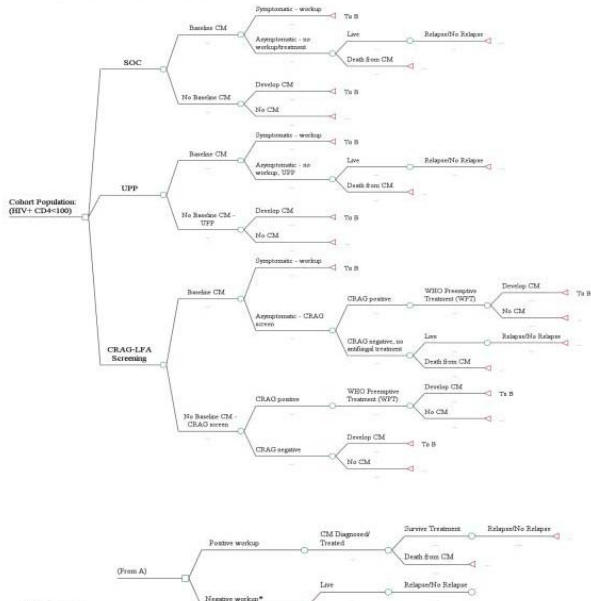 Symptomatic - workup
To B
Baseline CM
Asymptomatic - no
workup/treatment
Live
Relapse/No Relapse
Death from CM
SOC
Develop CM
To B
No Baseline CM
No CM
Symptomatic - workup
To B
Baseline CM
Asymptomatic - no
workup, UPP
Live
Relapse/No Relapse
Death from CM
UPP
Cohort Population:
(HIV+ CD4<100)
Develop CM
To B
No Baseline CM -
UPP
No CM
Symptomatic - workup
To B
Baseline CM
CRAG positive
WHO Preemptive
Treatment (WPT)
Develop CM
To B
No CM
Asymptomatic - CRAG
screen
CRAG negative, no
antifungal treatment
Live
Relapse/No Relapse
Death from CM
CRAG-LFA
Screening
CRAG positive
WHO Preemptive
Treatment (WPT)
Develop CM
To B
No CM
No Baseline CM -
CRAG screen
CRAG negative
Develop CM
To B
No CM
Positive workup
CM Diagnosed/
Treated
Survive Treatment
Relapse/No Relapse
Death from CM
(From A)
Negative workup*
Live
Relapse/No Relapse